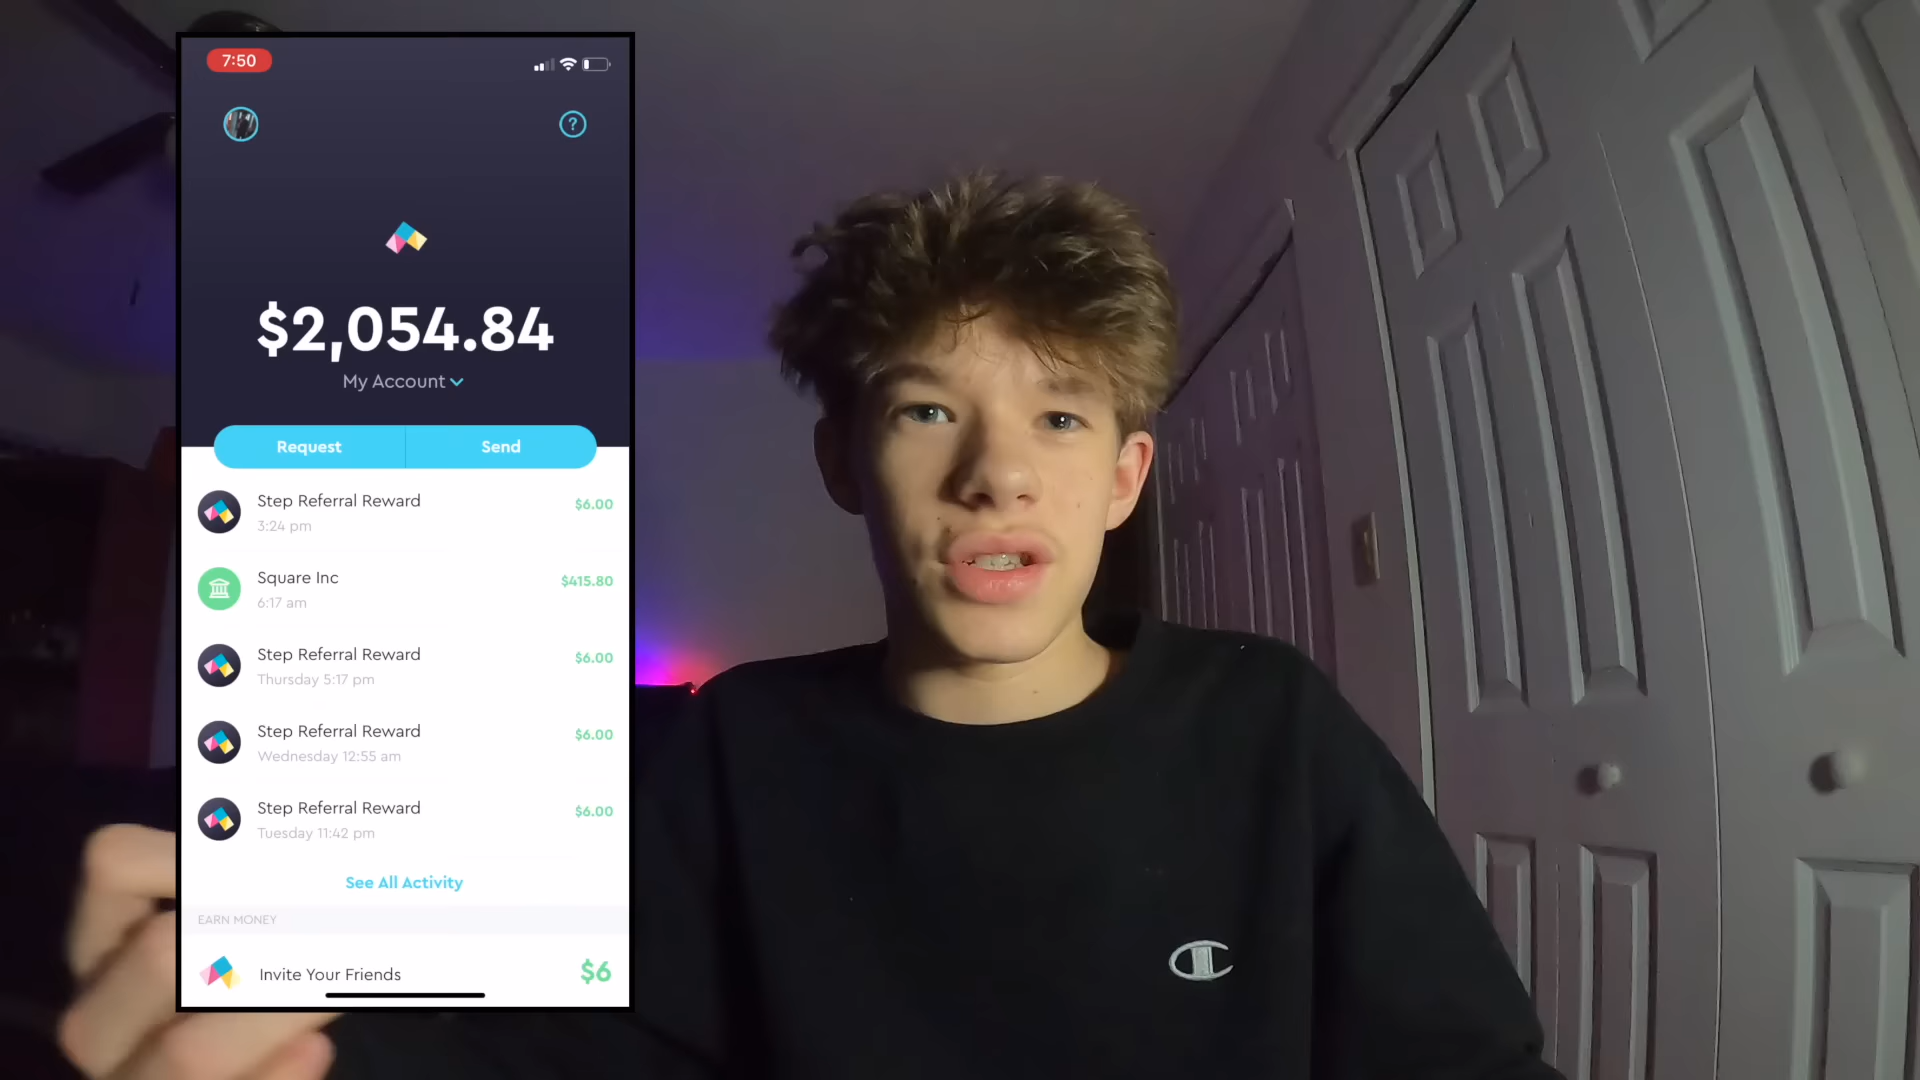 7:50
?
$2,054.84
My Account
Request Send
Step Referral Reward $6.00
3:24 pm
Square Inc $415.80
6:17 am
Step Referral Reward $6.00
Thursday 5:17 pm
Step Referral Reward $6.00
Wednesday 12:55 am
Step Referral Reward $6.00
Tuesday 11:42 pm
See All Activity
EARN MONEY
Invite Your Friends $6